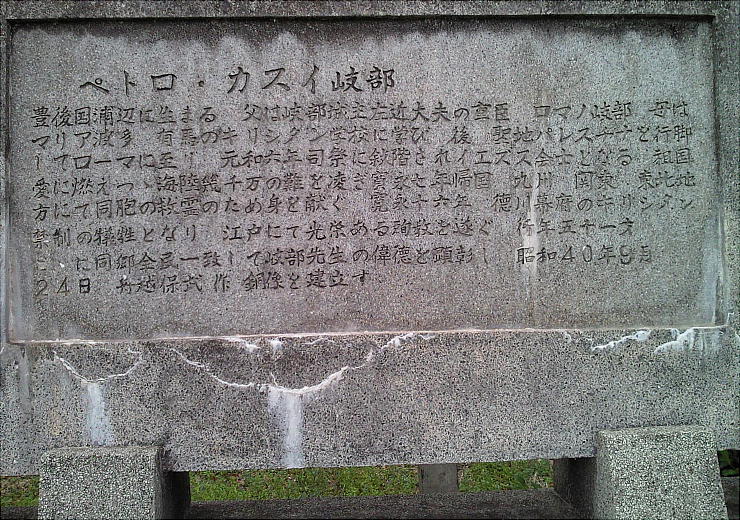 ペトロ・カスイ岐部
豊後国浦辺に生まる 父は岐部城主左近大夫の重臣 ロマノ岐部 母は
マリア波多 有馬のキリシタン学校に学び 後 聖地パレスチナを行脚
してローマに至り 元和六年司祭に叙階されイエズス会士となる 祖国
愛に燃えつゝ海陸幾千万の難を凌ぎ寛永七年帰国 九州 関東 東北地
方にて同胞の救霊のため身を献ぐ 寛永十六年 徳川幕府のキリシタン
禁制の犠牲となり 江戸にて光栄ある殉教を遂ぐ 行年五十一才
こゝに同郷全員一致して岐部先生の偉徳を顕彰し 昭和40年9月
24日 舟越保武作 銅像を建立す